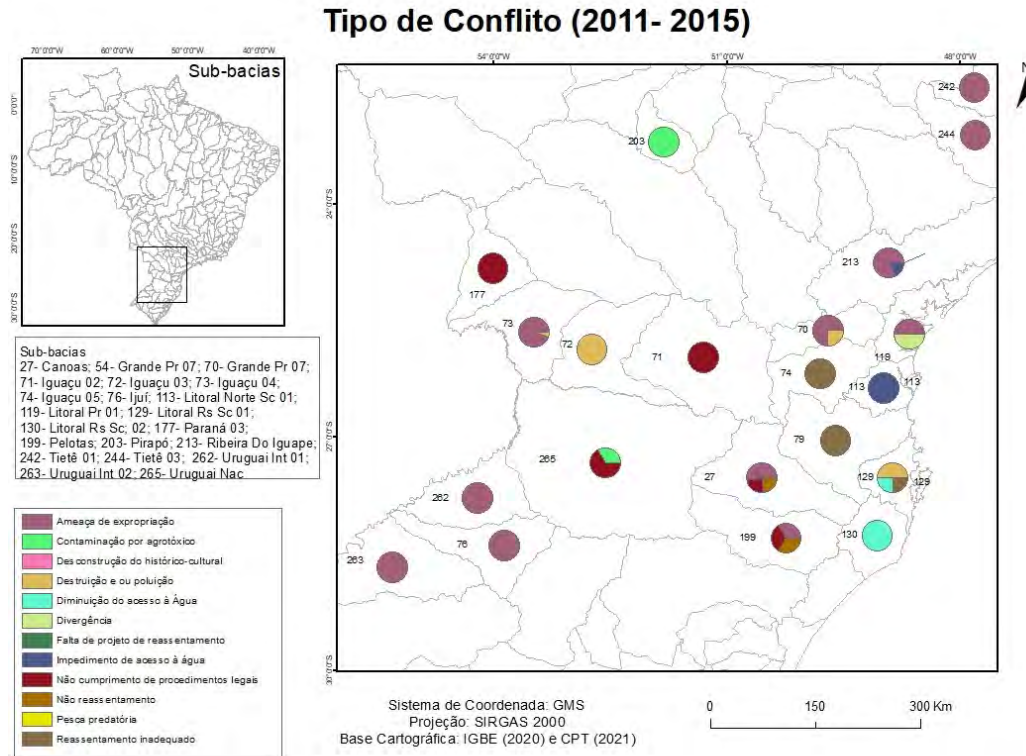 Tipo de Conflito (2011- 2015)
70°0'0"W 60°0'0"W 50°0'0"W 40°0'0"W
Sub-bacias
0°0'0"
10°0'0"S
20°0'0"S
30°0'0"S
54°0'0"W 51°0'0"W 48°0'0"W
N
24°0'0"S
27°0'0"S
30°0'0"S
242
203
244
213
177
73
72
71
70
119
74
113
113
79
265
27
129
129
262
199
130
76
263
Sub-bacias
27- Canoas; 54- Grande Pr 07; 70- Grande Pr 07;
71- Iguaçu 02; 72- Iguaçu 03; 73- Iguaçu 04;
74- Iguaçu 05; 76- Ijuí; 113- Litoral Norte Sc 01;
119- Litoral Pr 01; 129- Litoral Rs Sc 01;
130- Litoral Rs Sc; 02; 177- Paraná 03;
199- Pelotas; 203- Pirapó; 213- Ribeira Do Iguape;
242- Tietê 01; 244- Tietê 03; 262- Uruguai Int 01;
263- Uruguai Int 02; 265- Uruguai Nac
Ameaça de expropriação
Contaminação por agrotóxico
Desconstrução do histórico-cultural
Destruição e ou poluição
Diminuição do acesso à Água
Divergência
Falta de projeto de reassentamento
Impedimento de acesso à água
Não cumprimento de procedimentos legais
Não reassentamento
Pesca predatória
Reassentamento inadequado
Sistema de Coordenada: GMS
Projeção: SIRGAS 2000
Base Cartográfica: IGBE (2020) e CPT (2021)
0 150 300 Km